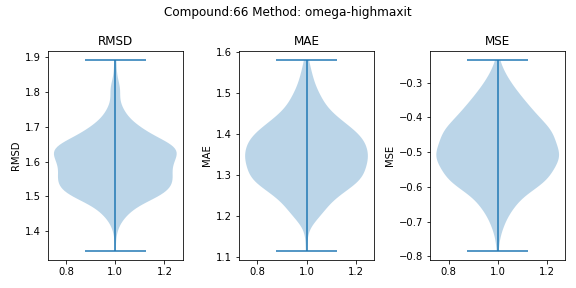 Compound:66 Method: omega-highmaxit
RMSD
MAE
MSE
RMSD
1.9
1.8
1.7
1.6
1.5
1.4
0.8 1.0 1.2
MAE
1.6
1.5
1.4
1.3
1.2
1.1
0.8 1.0 1.2
MSE
−0.3
−0.4
−0.5
−0.6
−0.7
−0.8
0.8 1.0 1.2